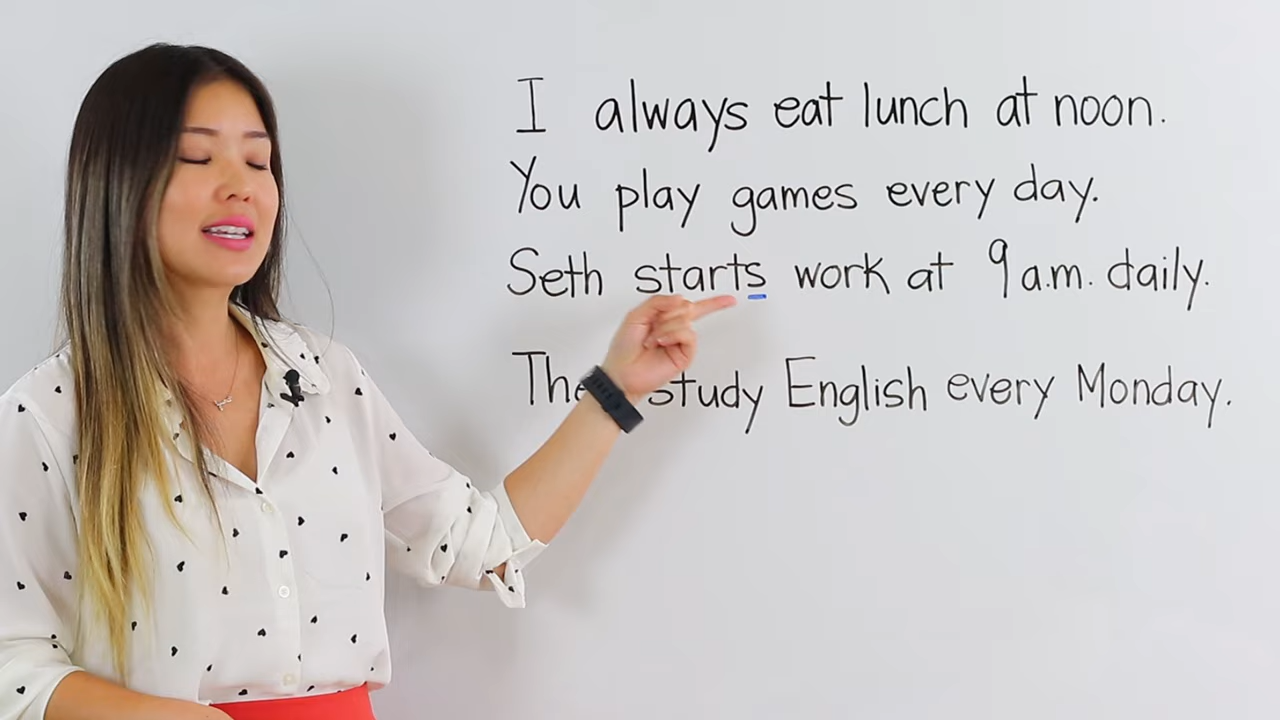 I always eat lunch at noon.
You play games every day.
Seth starts work at 9 a.m. daily.
study English every Monday.